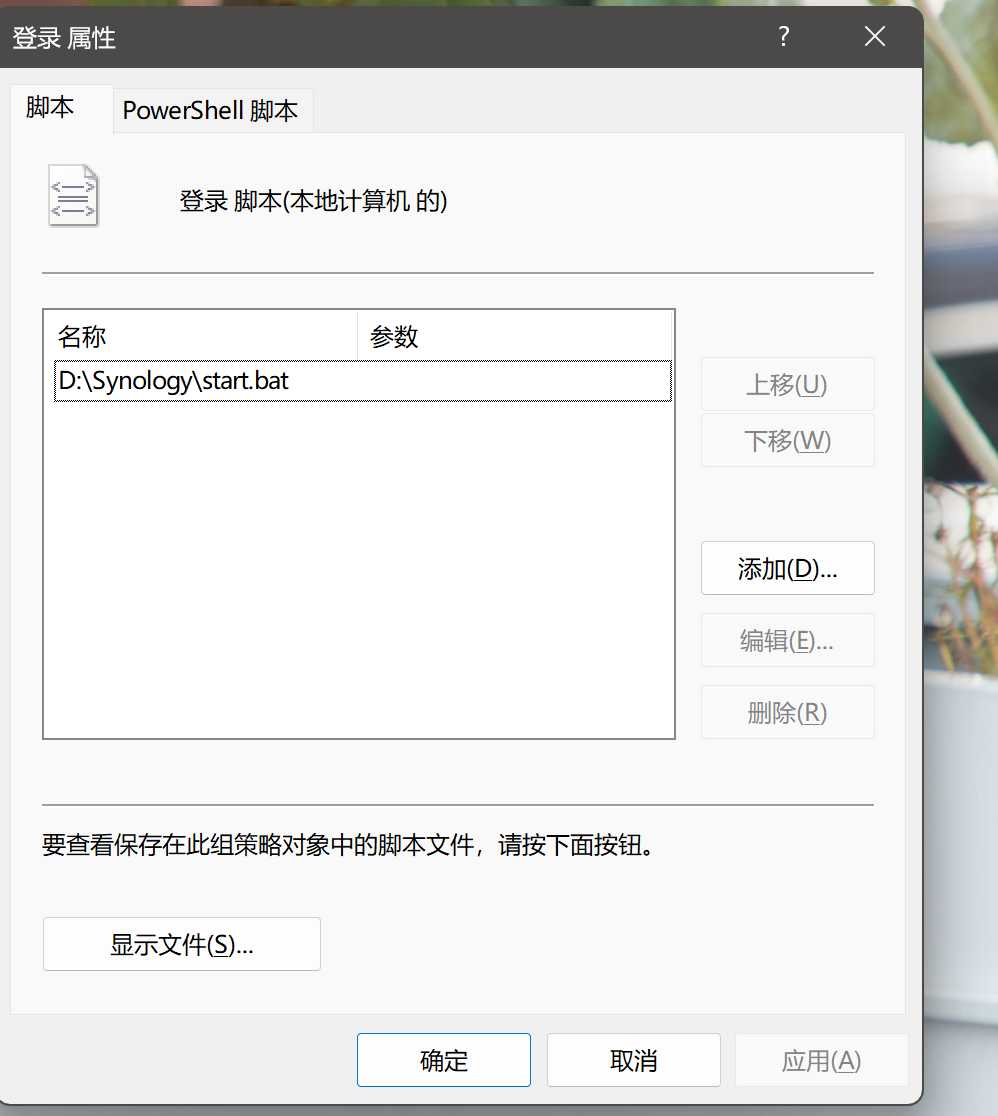 登录 属性
?
脚本
PowerShell 脚本
登录 脚本(本地计算机 的)
名称 参数
D:\Synology\start.bat
上移(U)
下移(W)
添加(D)...
编辑(E)...
删除(R)
要查看保存在此组策略对象中的脚本文件，请按下面按钮。
显示文件(S)...
确定 取消 应用(A)